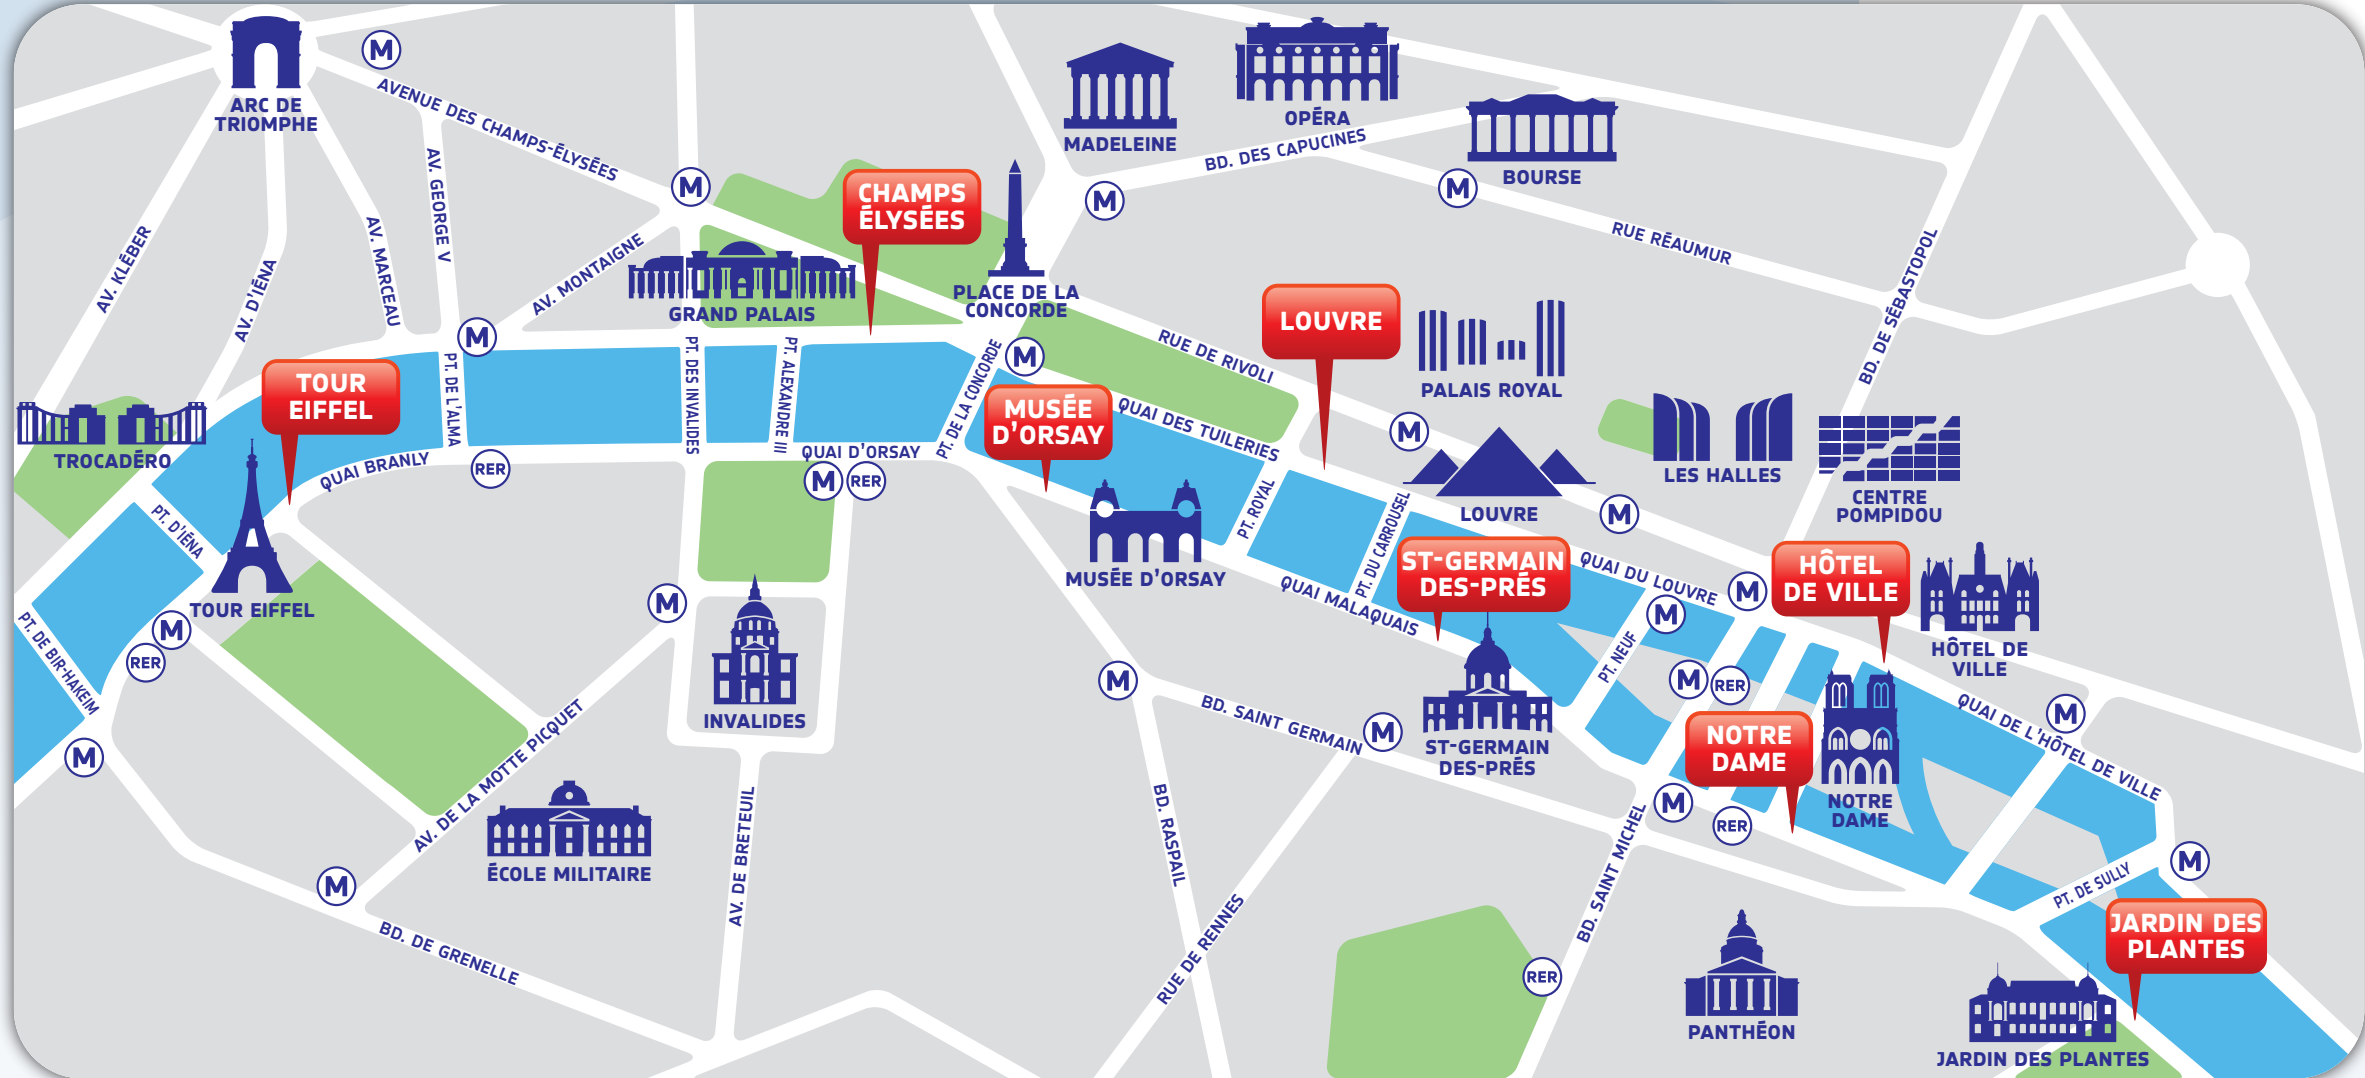 M
ARC DE
TRIOMPHE
AVENUE DES CHAMPS-ÉLYSÉES
AV. KLÉBER
AV. D'IÉNA
AV. MARCEAU
AV. GEORGE V
AV. MONTAIGNE
M
CHAMPS
ÉLYSÉES
GRAND PALAIS
PLACE DE LA
CONCORDE
MADELEINE
OPÉRA
BD. DES CAPUCINES
BOURSE
M
M
RUE RÉAUMUR
BD. DE SÉBASTOPOL
M
TOUR
EIFFEL
TROCADÉRO
PT. DE L'ALMA
PT. DES INVALIDES
PT. ALEXANDRE III
PT. DE LA CONCORDE
M
RUE DE RIVOLI
LOUVRE
PALAIS ROYAL
MUSÉE
D'ORSAY
QUAI DES TUILERIES
M
LES HALLES
CENTRE
POMPIDOU
QUAI BRANLY
RER
QUAI D'ORSAY
M
RER
PT. D'IÉNA
TOUR EIFFEL
PT. DE BIR-HAKEIM
M
RER
M
MUSÉE D'ORSAY
PT. ROYAL
PT. DU CARROUSEL
LOUVRE
M
ST-GERMAIN
DES-PRÉS
QUAI DU LOUVRE
M
HÔTEL
DE VILLE
HÔTEL DE
VILLE
QUAI MALAQUAIS
PT. NEUF
M
M
INVALIDES
M
BD. SAINT GERMAIN
M
ST-GERMAIN
DES-PRÉS
M
RER
NOTRE
DAME
NOTRE
DAME
QUAI DE L'HÔTEL DE VILLE
M
AV. DE LA MOTTE PICQUET
ÉCOLE MILITAIRE
M
BD. DE GRENELLE
AV. DE BRETEUIL
BD. RASPAIL
RUE DE RENNES
BD. SAINT MICHEL
M
RER
RER
PANTHÉON
PT. DE SULLY
M
JARDIN DES
PLANTES
JARDIN DES PLANTES